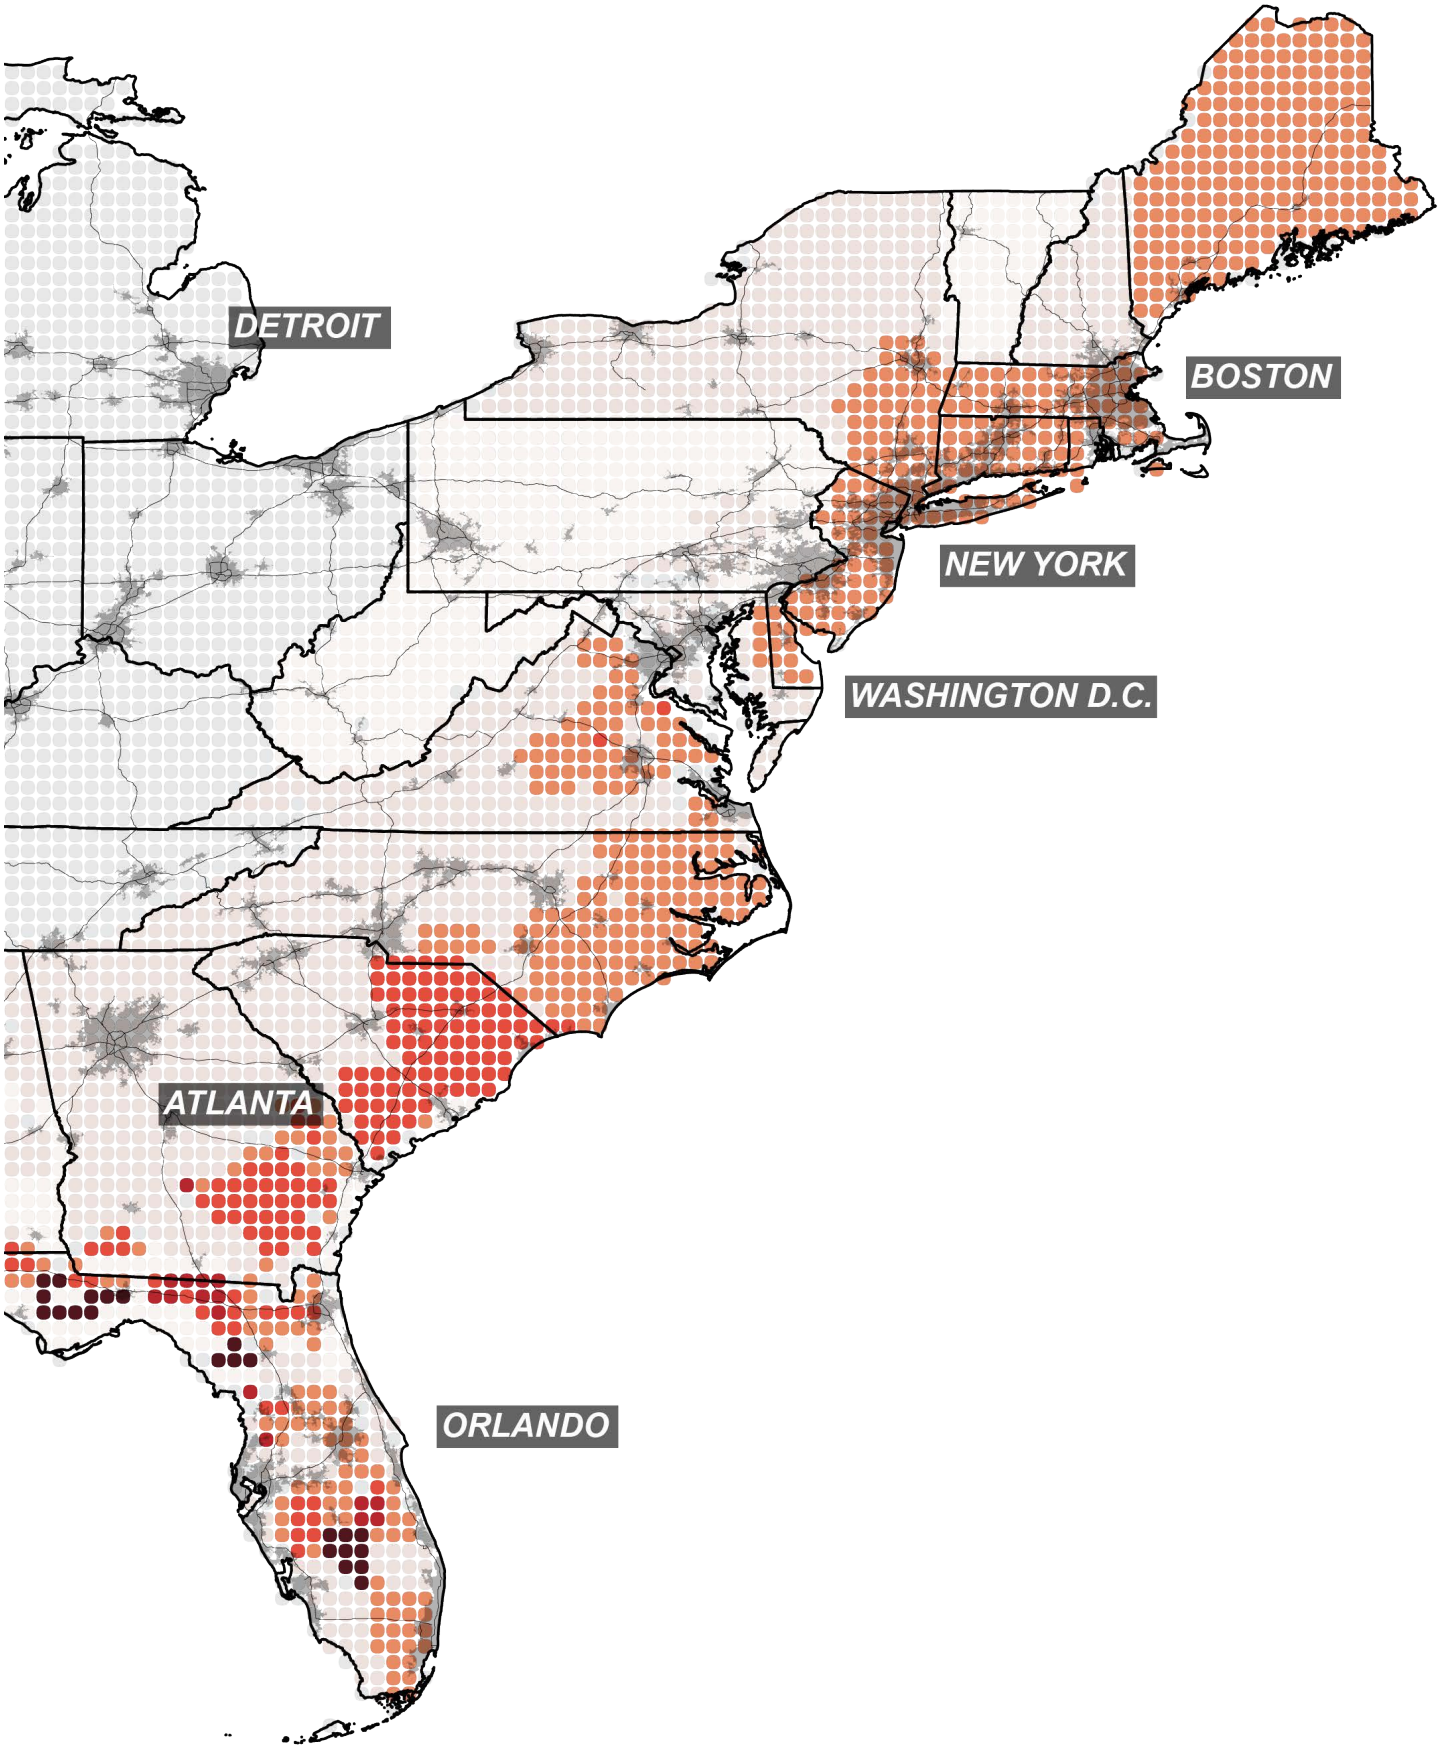 DETROIT
BOSTON
NEW YORK
WASHINGTON D.C.
ATLANTA
ORLANDO